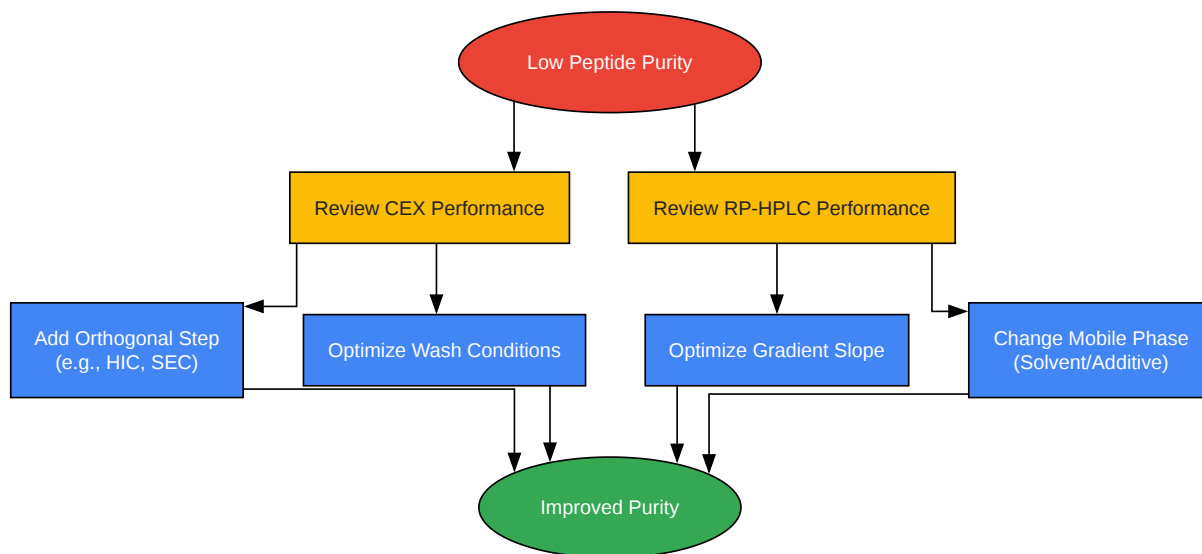 Low Peptide Purity
Review CEX Performance
Review RP-HPLC Performance
Add Orthogonal Step
(e.g., HIC, SEC)
Optimize Wash Conditions
Optimize Gradient Slope
Change Mobile Phase
(Solvent/Additive)
Improved Purity